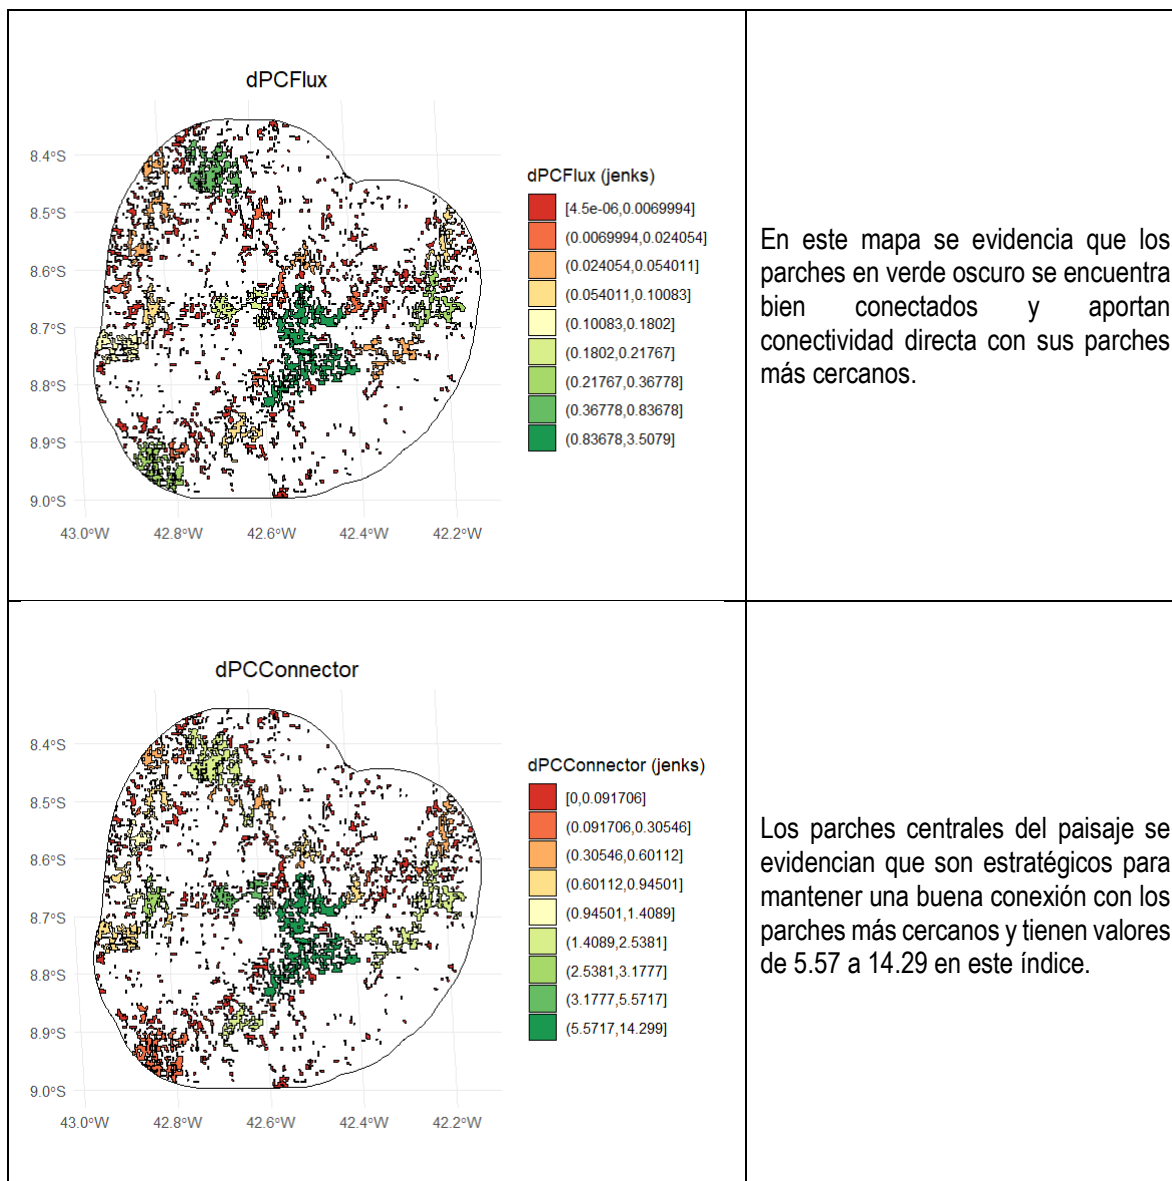 dPCFlux
8.4°S
8.5°S
8.6°S
8.7°S
8.8°S
8.9°S
9.0°S
43.0°W 42.8°W 42.6°W 42.4°W 42.2°W
dPCFlux (jenks)
[4.5e-06,0.0069994]
(0.0069994,0.024054]
(0.024054,0.054011]
(0.054011,0.10083]
(0.10083,0.1802]
(0.1802,0.21767]
(0.21767,0.36778]
(0.36778,0.83678]
(0.83678,3.5079]
En este mapa se evidencia que los
parches en verde oscuro se encuentra
bien conectados y aportan
conectividad directa con sus parches
más cercanos.
dPCConnector
8.4°S
8.5°S
8.6°S
8.7°S
8.8°S
8.9°S
9.0°S
43.0°W 42.8°W 42.6°W 42.4°W 42.2°W
dPCConnector (jenks)
[0,0.091706]
(0.091706,0.30546]
(0.30546,0.60112]
(0.60112,0.94501]
(0.94501,1.4089]
(1.4089,2.5381]
(2.5381,3.1777]
(3.1777,5.5717]
(5.5717,14.299]
Los parches centrales del paisaje se
evidencian que son estratégicos para
mantener una buena conexión con los
parches más cercanos y tienen valores
de 5.57 a 14.29 en este índice.